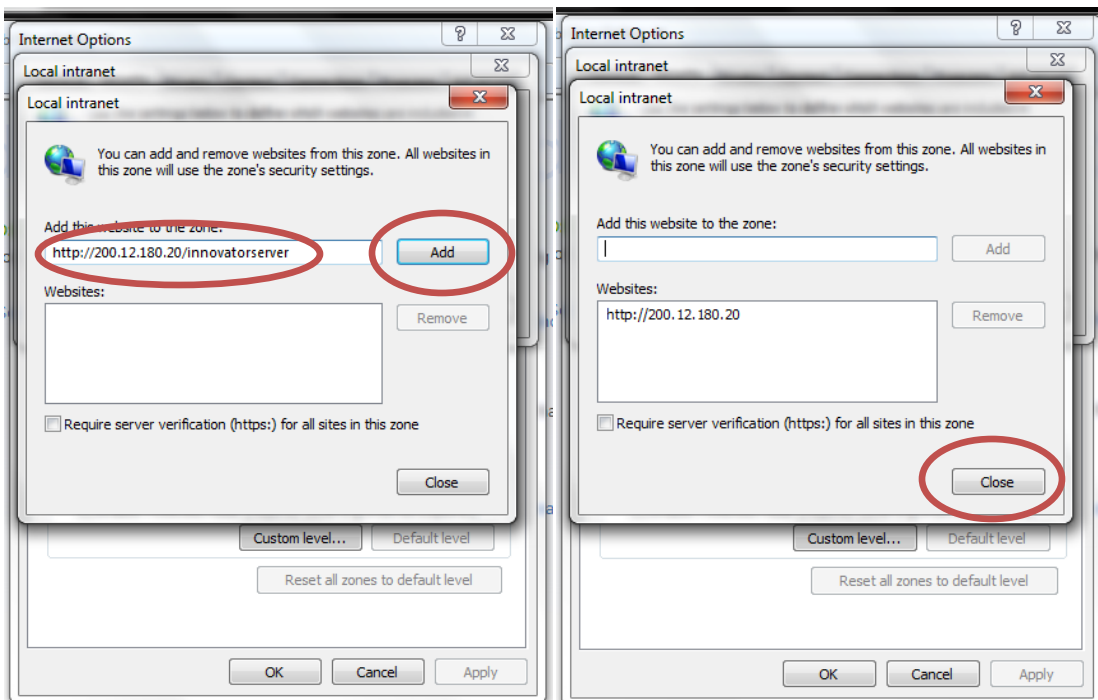 Internet Options
Local intranet
Local intranet
You can add and remove websites from this zone. All websites in
this zone will use the zone's security settings.
Add this website to the zone:
http://200.12.180.20/innovatorserver
Add
Websites:
Remove
Require server verification (https:) for all sites in this zone
Close
Custom level...
Default level
Reset all zones to default level
OK
Cancel
Apply
Internet Options
Local intranet
Local intranet
You can add and remove websites from this zone. All websites in
this zone will use the zone's security settings.
Add this website to the zone:
Add
Websites:
http://200.12.180.20
Remove
Require server verification (https:) for all sites in this zone
Close
Custom level...
Default level
Reset all zones to default level
OK
Cancel
Apply